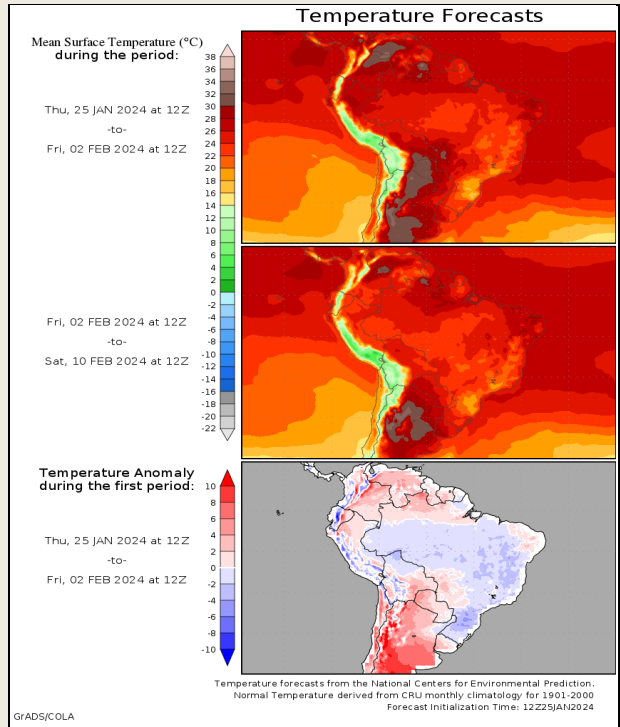 Temperature Forecasts
Mean Surface Temperature (°C)
during the period:
Thu, 25 JAN 2024 at 12Z
-to-
Fri, 02 FEB 2024 at 12Z
38
36
34
32
30
28
26
24
22
20
18
16
14
12
10
8
6
4
2
0
-2
-4
-6
-8
-10
-12
-14
-16
-18
-20
-22
Fri, 02 FEB 2024 at 12Z
-to-
Sat, 10 FEB 2024 at 12Z
Temperature Anomaly
during the first period:
Thu, 25 JAN 2024 at 12Z
-to-
Fri, 02 FEB 2024 at 12Z
10
8
6
4
2
0
-2
-4
-6
-8
-10
Temperature forecasts from the National Centers for Environmental Prediction.
Normal Temperature derived from CRU monthly climatology for 1901-2000
Forecast Initialization Time: 12Z25JAN2024
GrADS/COLA